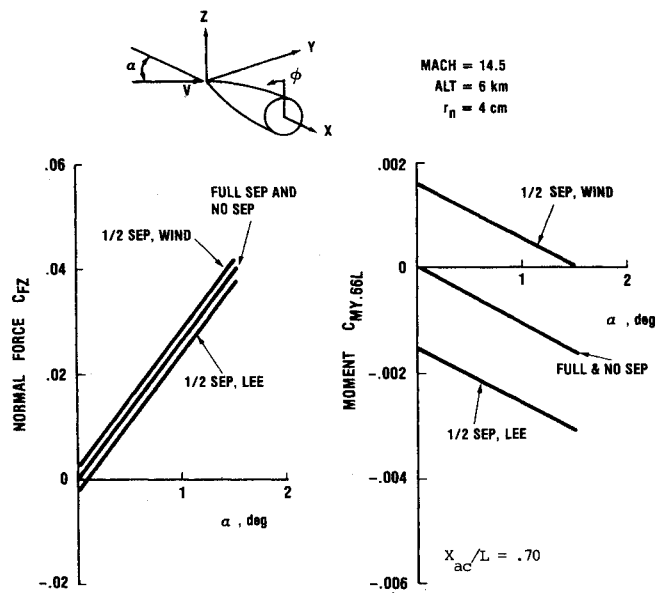 Z
Y
α
V
ϕ
X
MACH = 14.5
ALT = 6 km
r_n = 4 cm
.06
.04
.02
0
-.02
NORMAL FORCE C_FZ
1/2 SEP, WIND
FULL SEP AND
NO SEP
1/2 SEP, LEE
1
2
α , deg
.002
0
-.002
-.004
-.006
MOMENT C_MY.66L
1/2 SEP, WIND
1
2
α , deg
FULL & NO SEP
1/2 SEP, LEE
X_ac/L = .70